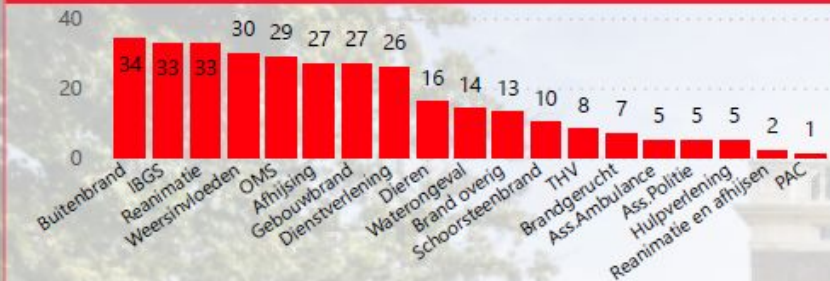 40
20
0
34
33
33
30
29
27
27
26
16
14
13
10
8
7
5
5
5
2
1
Buitenbrand
IBGS
Reanimatie
Weersinvloeden
OMS
Afhijsing
Gebouwbrand
Dienstverlening
Dieren
Waterongeval
Brand overig
Schoorsteenbrand
THV
Brandgerucht
Ass.Ambulance
Ass.Politie
Hulpverlening
Reanimatie en afhijsen
PAC